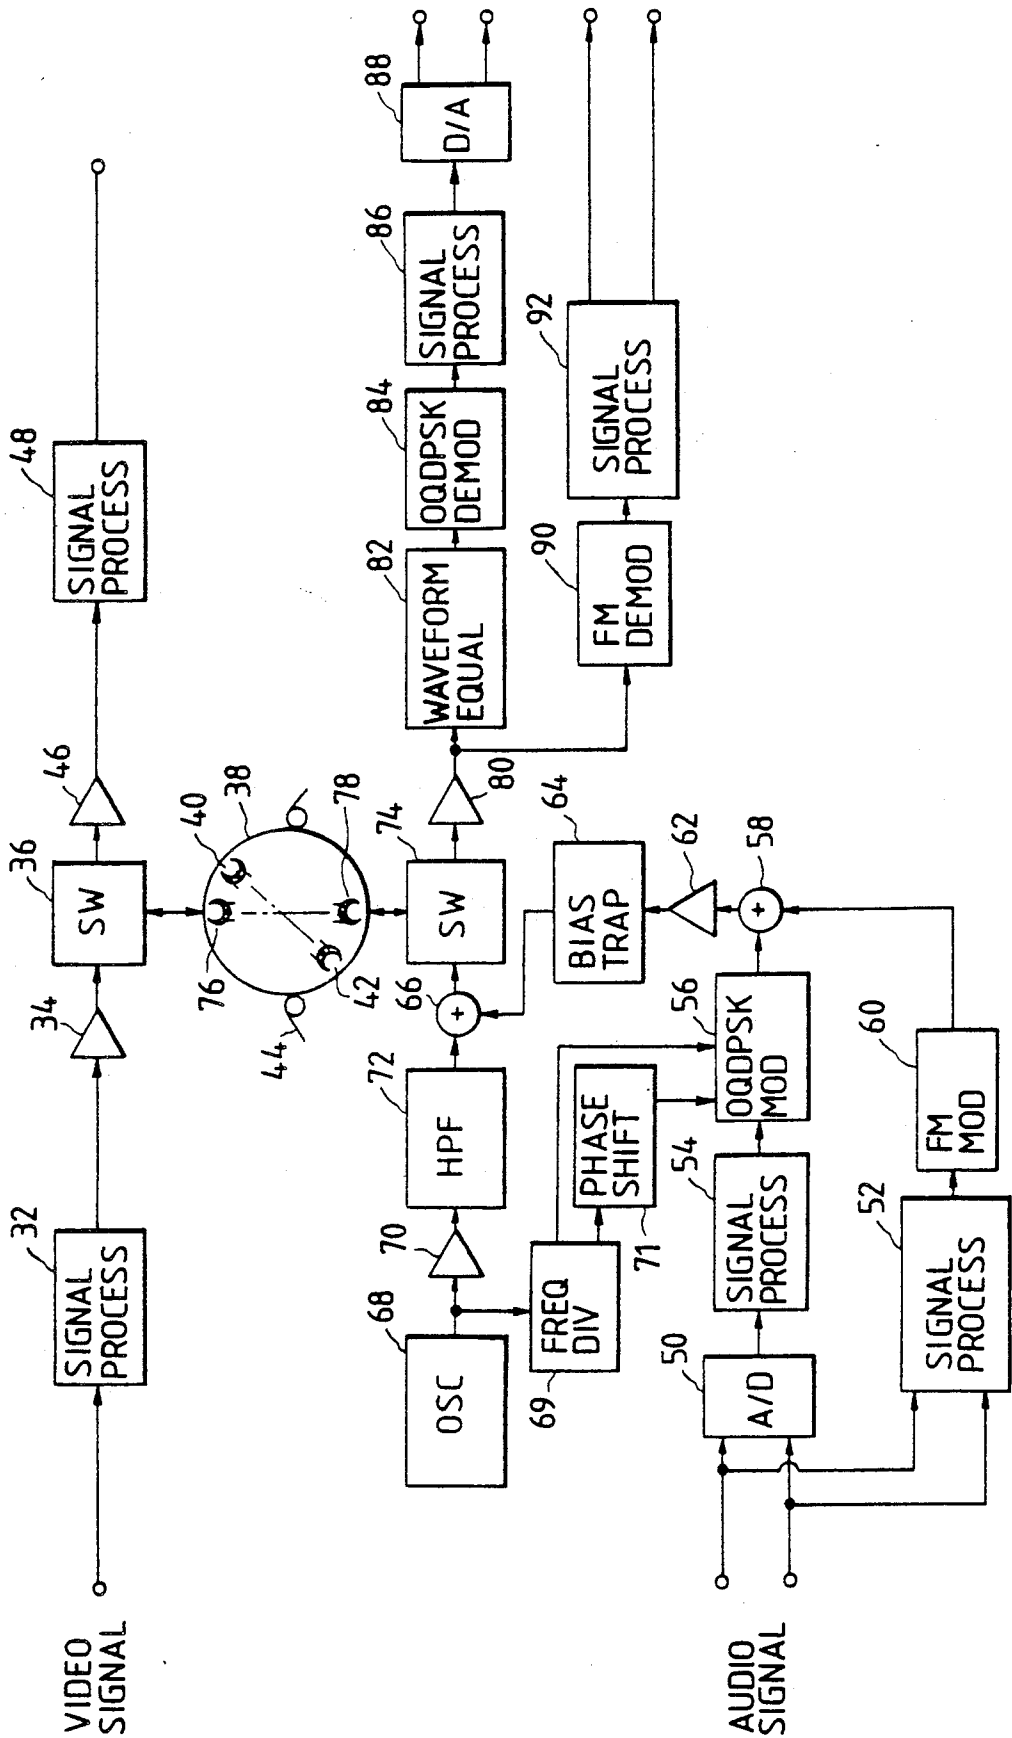 VIDEO
SIGNAL
32
SIGNAL
PROCESS
34
36
SW
46
48
SIGNAL
PROCESS
40
38
76
78
42
44
OSC
68
70
72
HPF
66
+
74
SW
80
82
WAVEFORM
EQUAL
84
OQDPSK
DEMOD
86
SIGNAL
PROCESS
88
D/A
69
FREQ
DIV
71
PHASE
SHIFT
64
BIAS
TRAP
90
FM
DEMOD
92
SIGNAL
PROCESS
AUDIO
SIGNAL
50
A/D
54
SIGNAL
PROCESS
56
OQDPSK
MOD
58
+
62
52
SIGNAL
PROCESS
60
FM
MOD